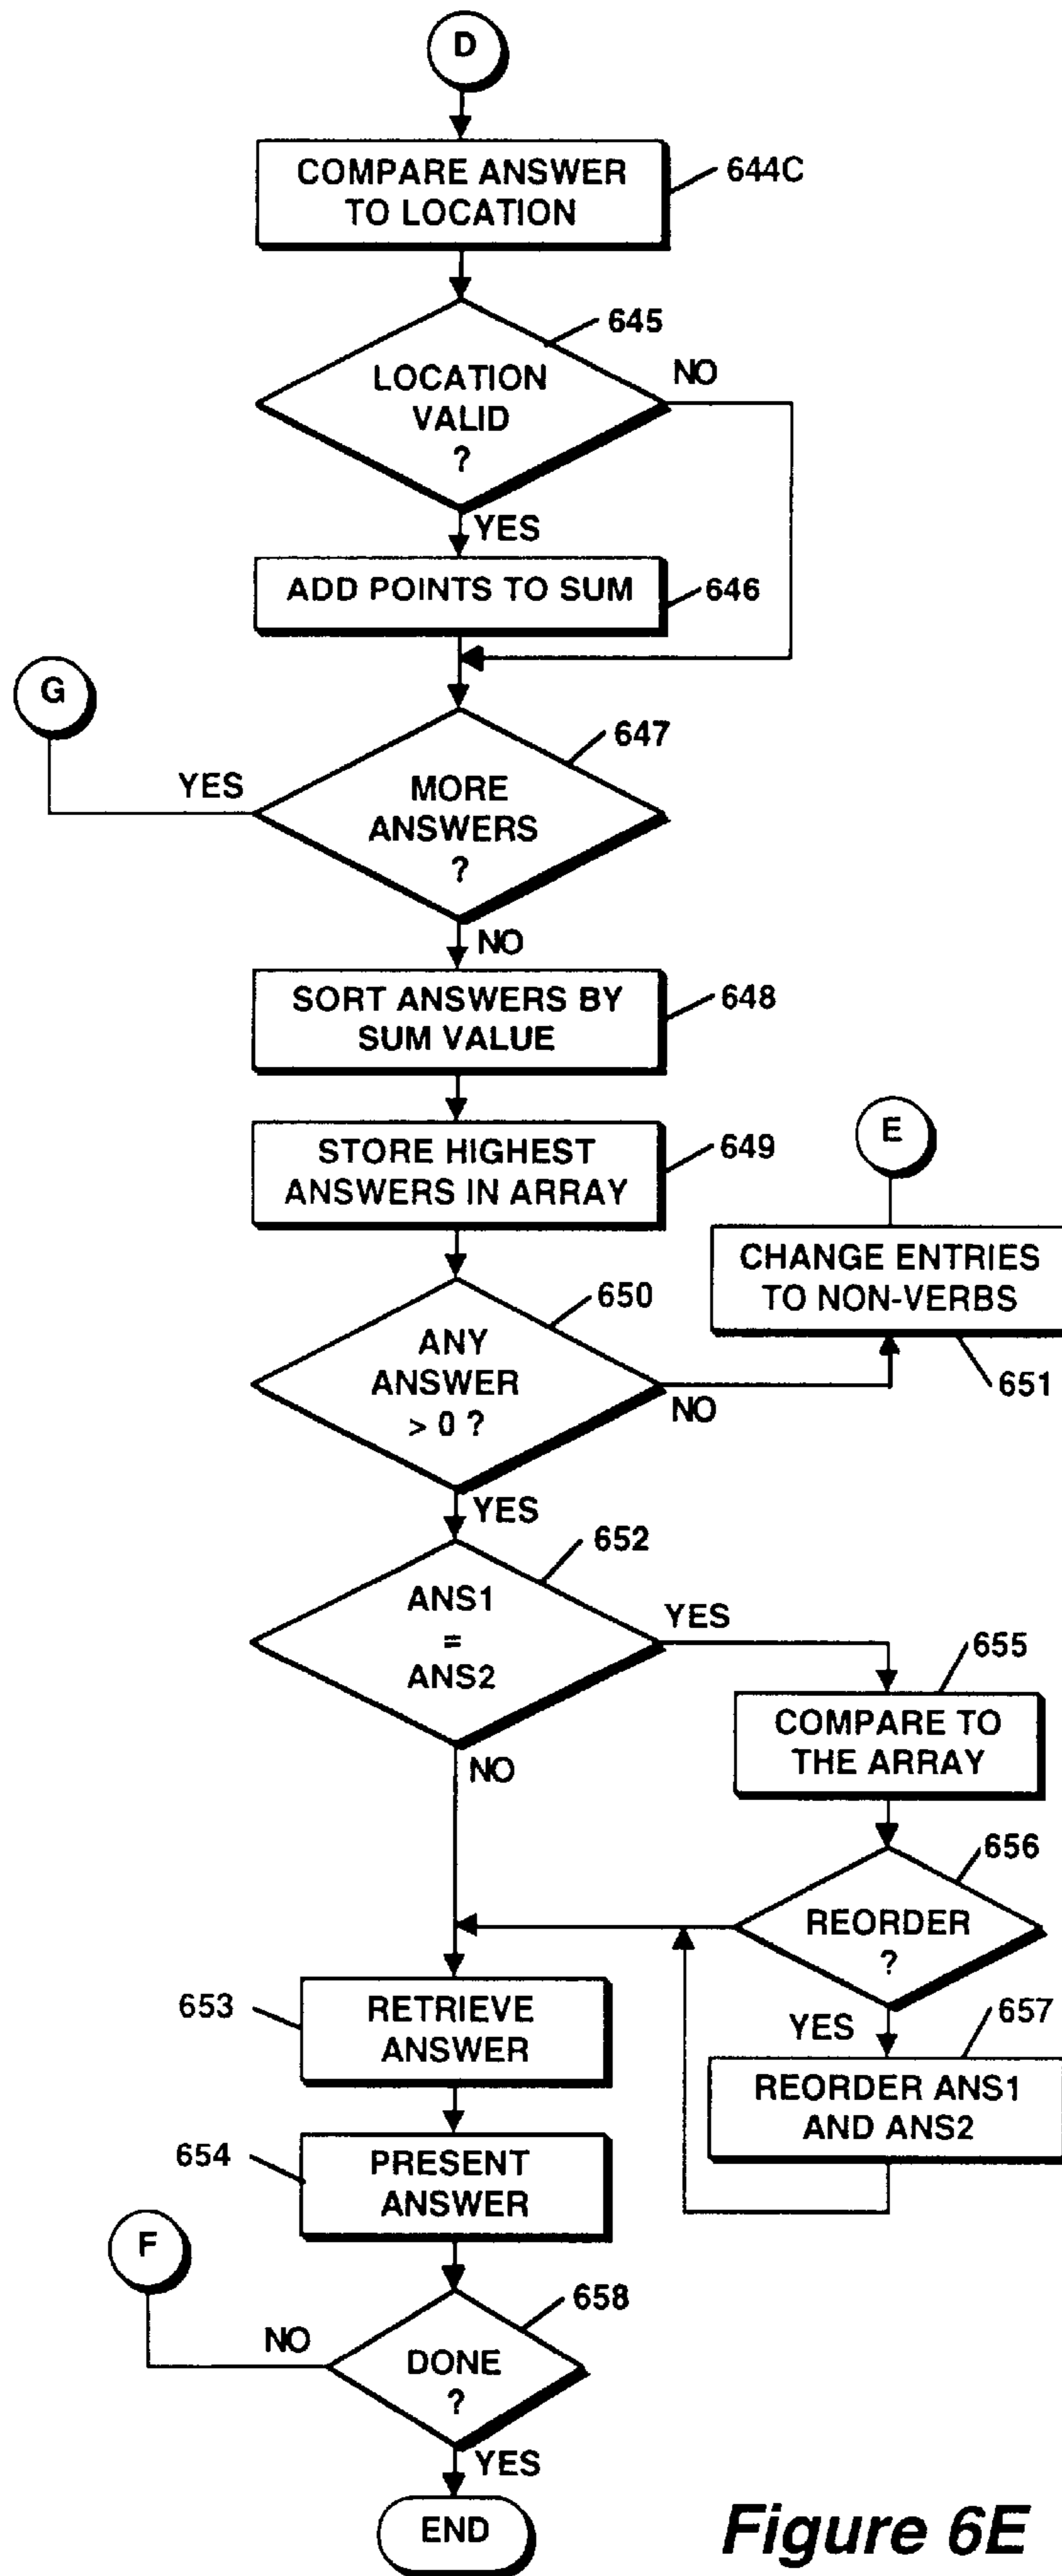 D
COMPARE ANSWER
TO LOCATION
644C
645
LOCATION
VALID
?
NO
YES
ADD POINTS TO SUM
646
G
647
YES
MORE
ANSWERS
?
NO
SORT ANSWERS BY
SUM VALUE
648
STORE HIGHEST
ANSWERS IN ARRAY
649
E
CHANGE ENTRIES
TO NON-VERBS
651
650
ANY
ANSWER
> 0 ?
NO
YES
652
ANS1
=
ANS2
YES
NO
655
COMPARE TO
THE ARRAY
656
REORDER
?
YES
657
REORDER ANS1
AND ANS2
653
RETRIEVE
ANSWER
654
PRESENT
ANSWER
F
658
NO
DONE
?
YES
END
Figure 6E